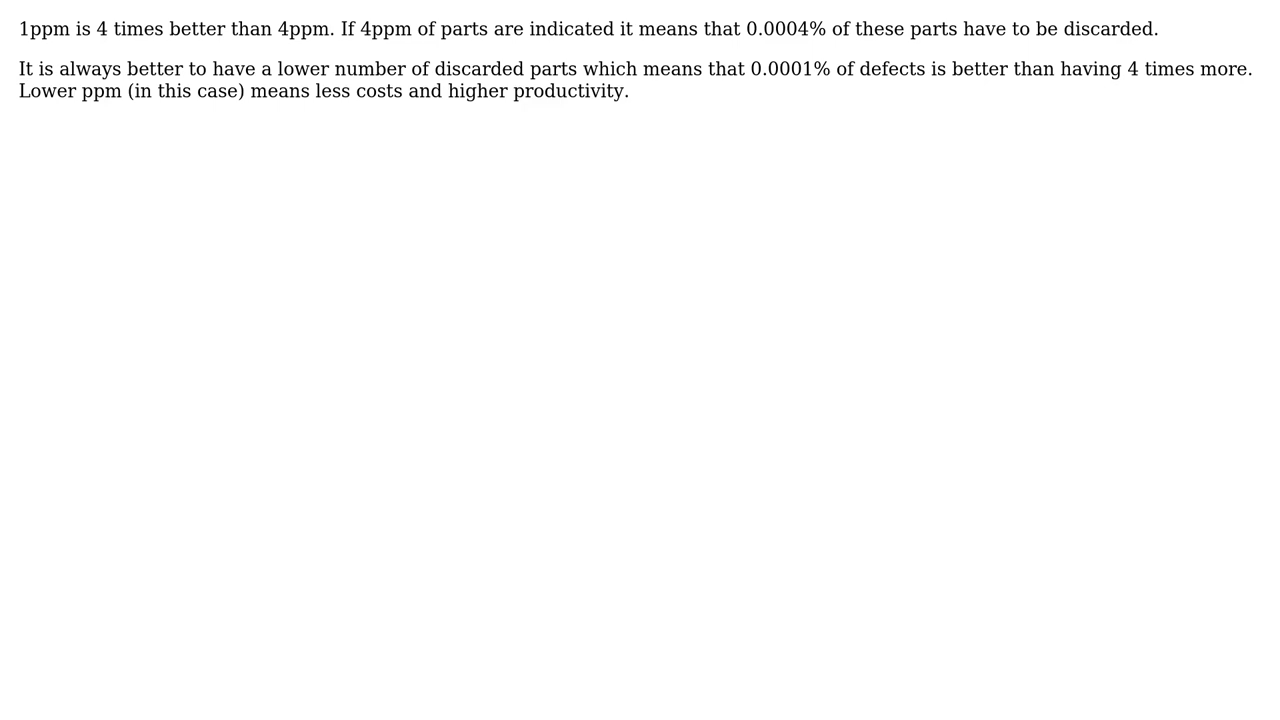 1ppm is 4 times better than 4ppm. If 4ppm of parts are indicated it means that 0.0004% of these parts have to be discarded.
It is always better to have a lower number of discarded parts which means that 0.0001% of defects is better than having 4 times more.
Lower ppm (in this case) means less costs and higher productivity.